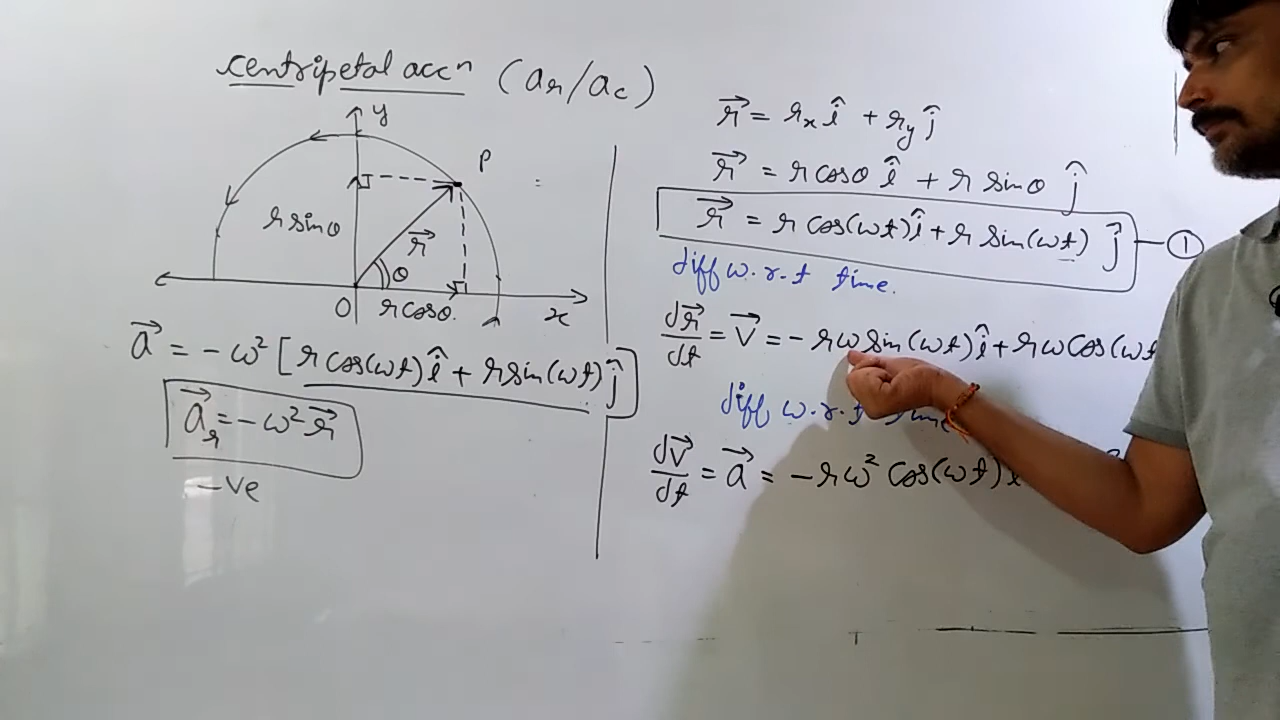 centripetal accⁿ (aᵣ/a꜀)
y
P
=
r sinθ
r⃗
θ
O
r cosθ.
x
a⃗ = -ω² [r cos(ωt) î + r sin(ωt) ĵ]
a⃗ᵣ = -ω² r⃗
-ve
r⃗ = rₓ î + r_y ĵ
r⃗ = r cosθ î + r sinθ ĵ
r⃗ = r cos(ωt) î + r sin(ωt) ĵ — ①
diff w.r.t time.
dr⃗/dt = v⃗ = -rω sin(ωt) î + rω cos(ωt
diff w.r.t time
dv⃗/dt = a⃗ = -rω² cos(ωt) î